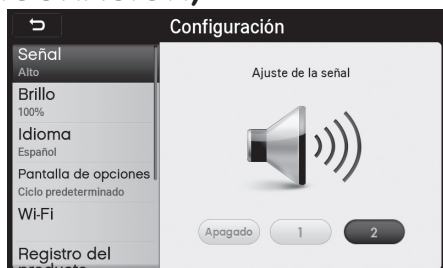 Configuración
Señal
Alto
Brillo
100%
Idioma
Español
Pantalla de opciones
Ciclo predeterminado
Wi-Fi
Registro del
producto
Ajuste de la señal
Apagado
1
2